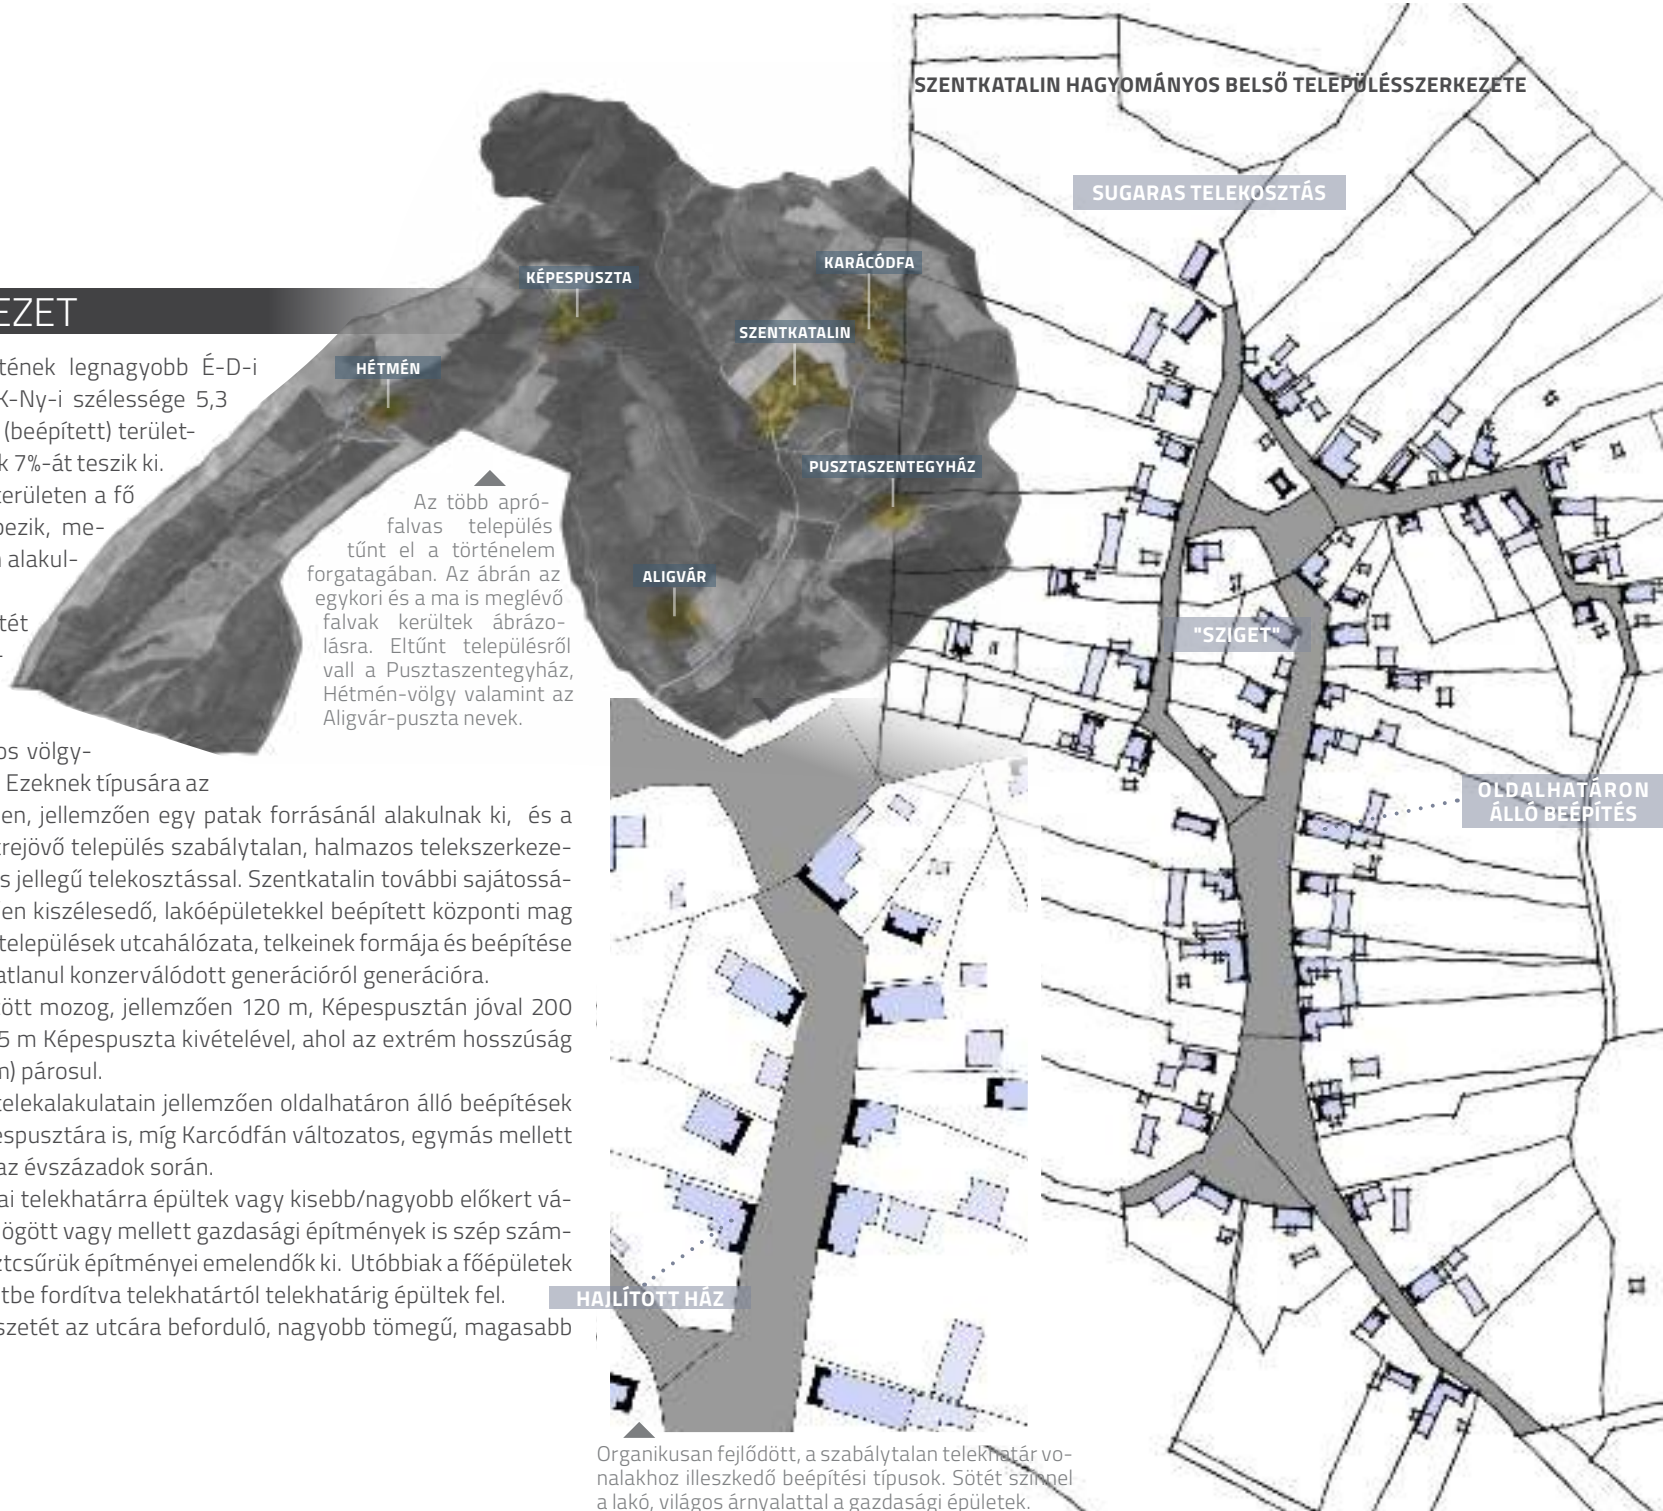 SZENTKATALIN HAGYOMÁNYOS BELSŐ TELEPÜLÉSSZERKEZETE
SUGARAS TELEKOSZTÁS
KARÁCÓDFA
KÉPESPUSZTA
SZENTKATALIN
HÉTMÉN
PUSZTASZENTEGYHÁZ
ALIGVÁR
"SZIGET"
OLDALHATÁRON
ÁLLÓ BEÉPÍTÉS
HAJLÍTOTT HÁZ
EZET
tének legnagyobb É-D-i
K-Ny-i szélessége 5,3
(beépített) terület-
k 7%-át teszik ki.
területen a fő
pezik, me-
alakul-
tét
-
os völgy-
Ezeknek típusára az
en, jellemzően egy patak forrásánál alakulnak ki, és a
trejövő település szabálytalan, halmazos telekszerkeze-
s jellegű telekosztással. Szentkatalin további sajátossá-
en kiszélesedő, lakóépületekkel beépített központi mag
települések utcahálózata, telkeinek formája és beépítése
atlanul konzerválódott generációról generációra.
ött mozog, jellemzően 120 m, Képespusztán jóval 200
5 m Képespuszta kivételével, ahol az extrém hosszúság
m) párosul.
telekalakulatain jellemzően oldalhatáron álló beépítések
espusztára is, míg Karcódfán változatos, egymás mellett
az évszázadok során.
ai telekhatárra épültek vagy kisebb/nagyobb előkert vá-
ögött vagy mellett gazdasági építmények is szép szám-
ztcsűrük építményei emelendők ki. Utóbbiak a főépületek
tbe fordítva telekhatártól telekhatárig épültek fel.
szetét az utcára beforduló, nagyobb tömegű, magasabb
Az több apró-
falvas település
tűnt el a történelem
forgatagában. Az ábrán az
egykori és a ma is meglévő
falvak kerültek ábrázo-
lásra. Eltűnt településről
vall a Pusztaszentegyház,
Hétmén-völgy valamint az
Aligvár-puszta nevek.
Organikusan fejlődött, a szabálytalan telekhatár vo-
nalakhoz illeszkedő beépítési típusok. Sötét színnel
a lakó, világos árnyalattal a gazdasági épületek.